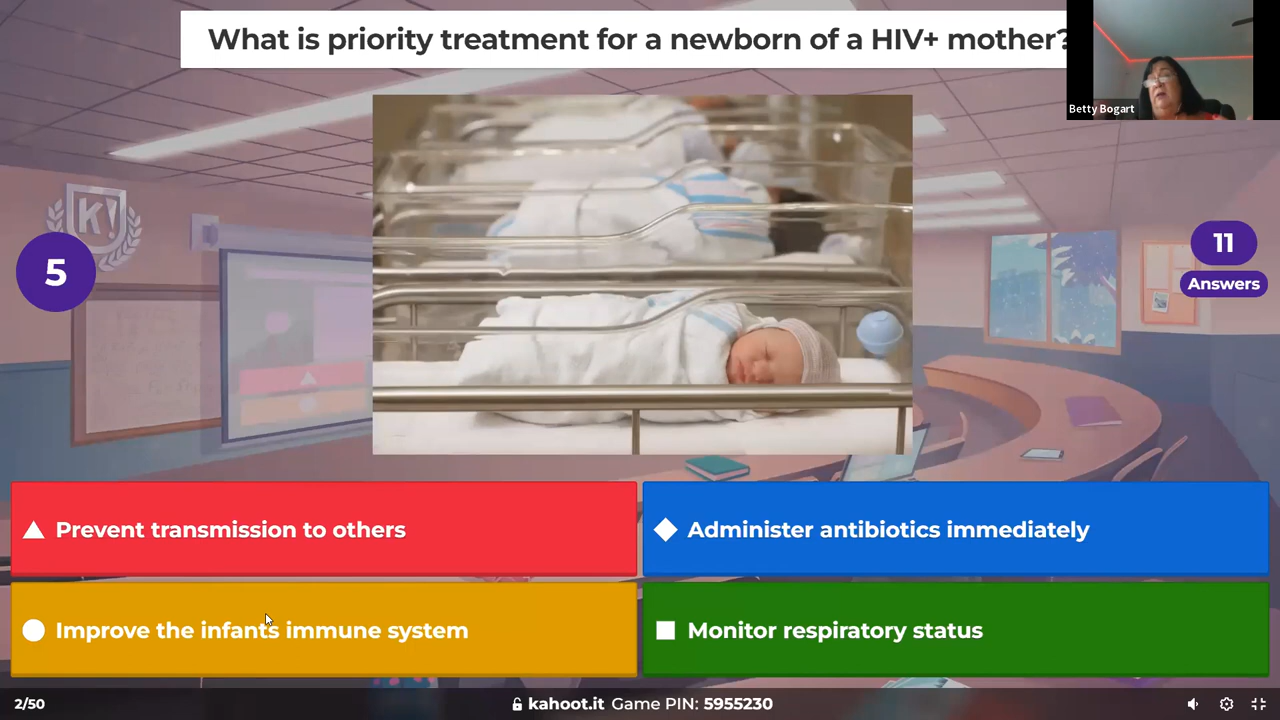 What is priority treatment for a newborn of a HIV+ mother?
Betty Bogart
K!
5
11
Answers
Prevent transmission to others
Administer antibiotics immediately
Improve the infants immune system
Monitor respiratory status
2/50
kahoot.it Game PIN: 5955230